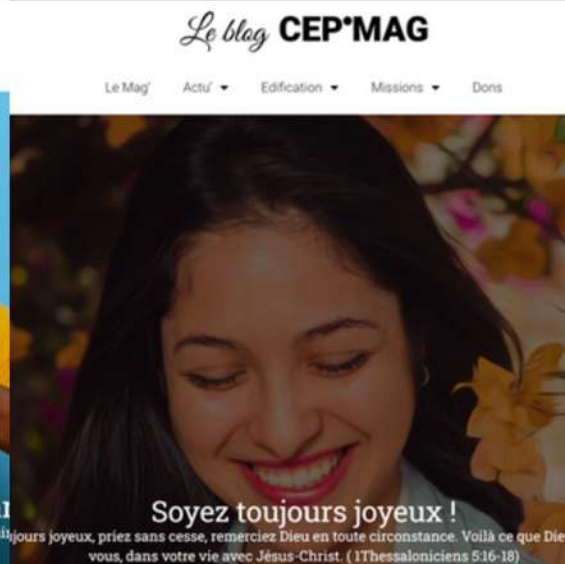 Le blog CEP•MAG
Le Mag'
Actu'
Edification
Missions
Dons
Soyez toujours joyeux !
jours joyeux, priez sans cesse, remerciez Dieu en toute circonstance. Voilà ce que Die
vous, dans votre vie avec Jésus-Christ. ( 1Thessaloniciens 5:16-18)